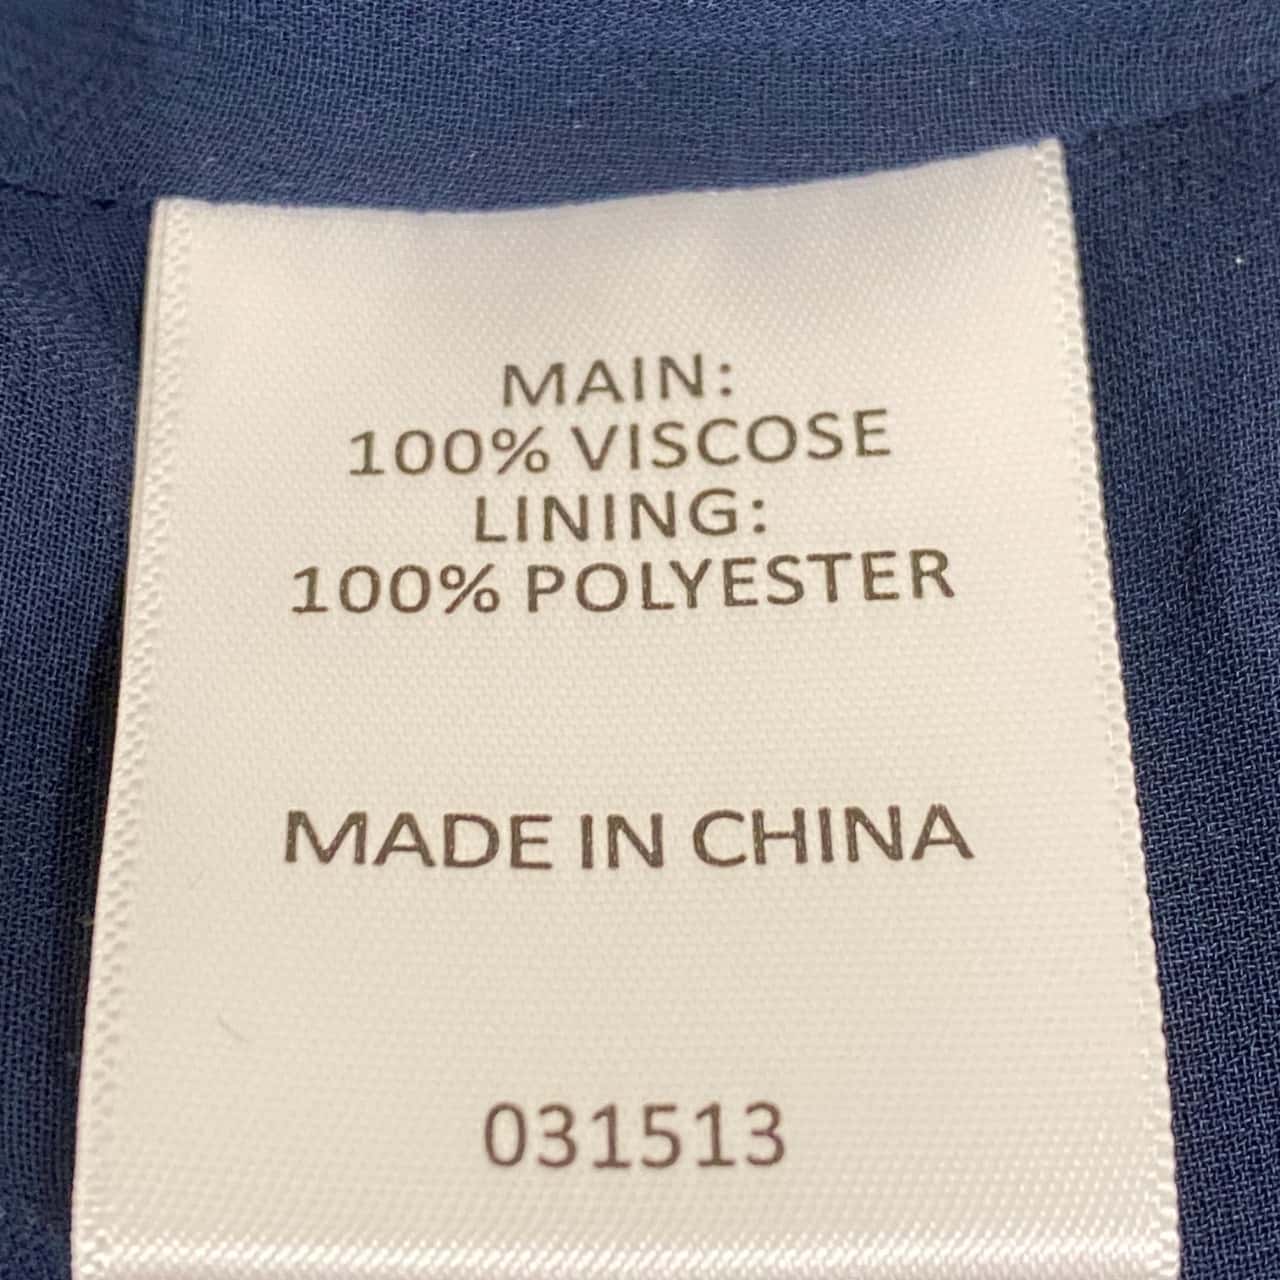 MAIN:
100% VISCOSE
LINING:
100% POLYESTER
MADE IN CHINA
031513